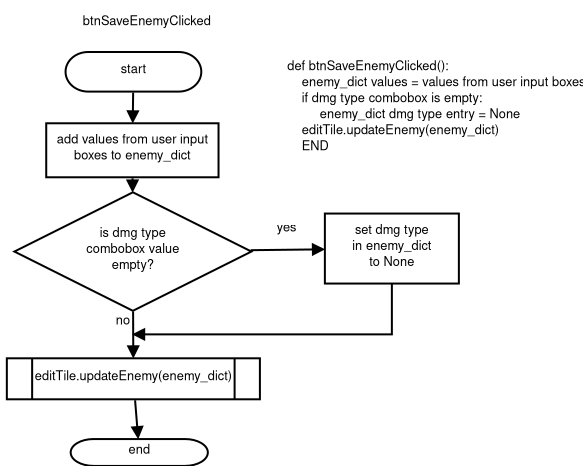 btnSaveEnemyClicked
start
add values from user input
boxes to enemy_dict
is dmg type
combobox value
empty?
yes
set dmg type
in enemy_dict
to None
no
editTile.updateEnemy(enemy_dict)
end
def btnSaveEnemyClicked():
enemy_dict values = values from user input boxes
if dmg type combobox is empty:
enemy_dict dmg type entry = None
editTile.updateEnemy(enemy_dict)
END